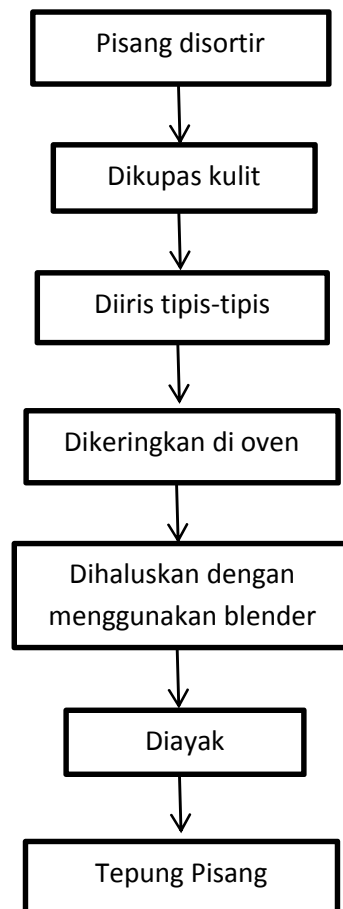 Pisang disortir
Dikupas kulit
Diiris tipis-tipis
Dikeringkan di oven
Dihaluskan dengan
menggunakan blender
Diayak
Tepung Pisang